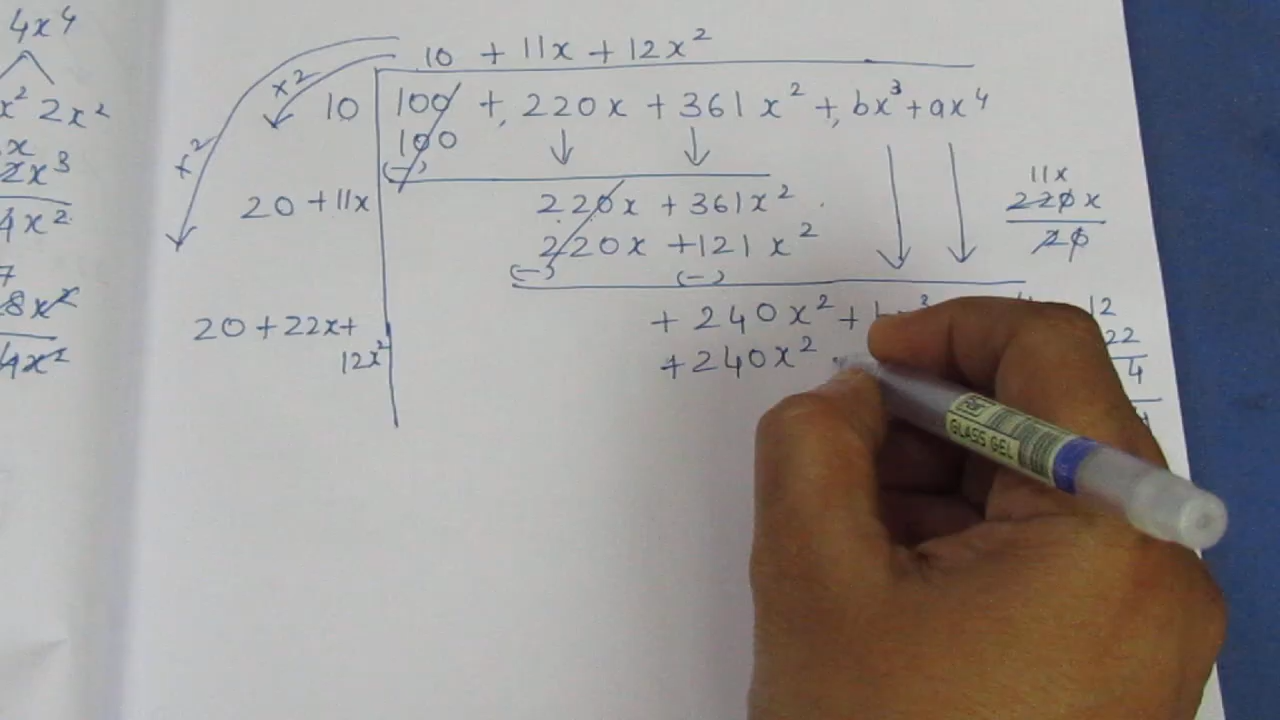 4x⁴
x² 2x²
x
2x³
4x²
7
8x²
4x²
10 + 11x + 12x²
x2
x2
10
100 + 220x + 361x² + bx³ + ax⁴
100
(−)
20 + 11x
220x + 361x²
220x + 121x²
(−) (−)
11x
220x
20
20 + 22x +
12x²
+ 240x² +
+ 240x²
12
22
4
GLASS GEL